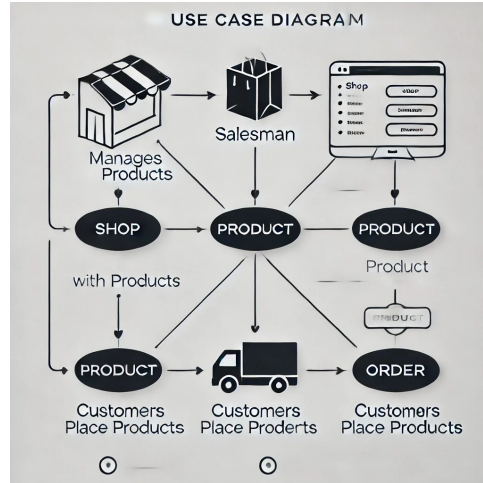 USE CASE DIAGRAM
Shop
Salesman
Manages
Products
SHOP
PRODUCT
PRODUCT
Product
with Products
PRODUCT
PRODUCT
ORDER
Customers
Place Products
Customers
Place Proderts
Customers
Place Products